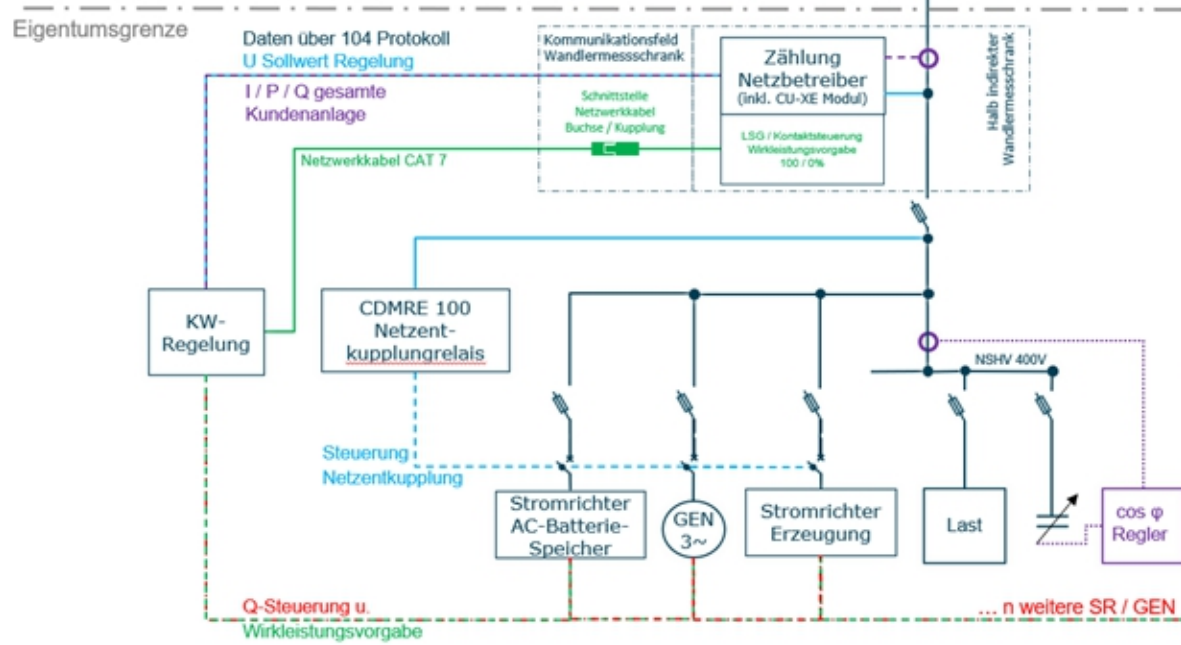 Eigentumsgrenze
Daten über 104 Protokoll
U Sollwert Regelung
I / P / Q gesamte
Kundenanlage
Kommunikationsfeld
Wandlermessschrank
Schnittstelle
Netzwerkkabel
Buchse / Kupplung
Zählung
Netzbetreiber
(inkl. CU-XE Modul)
LSG / Kontaktsteuerung
Wirkleistungsvorgabe
100 / 0%
Halb indirekter
Wandlermesschrank
Netzwerkkabel CAT 7
KW-
Regelung
CDMRE 100
Netzent-
kupplungrelais
NSHV 400V
Steuerung
Netzentkupplung
Stromrichter
AC-Batterie-
Speicher
GEN
3~
Stromrichter
Erzeugung
Last
cos φ
Regler
Q-Steuerung u.
Wirkleistungsvorgabe
... n weitere SR / GEN